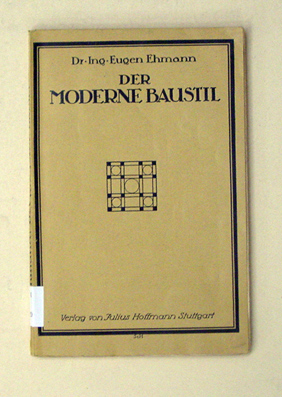 Dr·Ing·Eugen Ehmann
DER
MODERNE BAUSTIL
Verlag von Julius Hoffmann Stuttgart